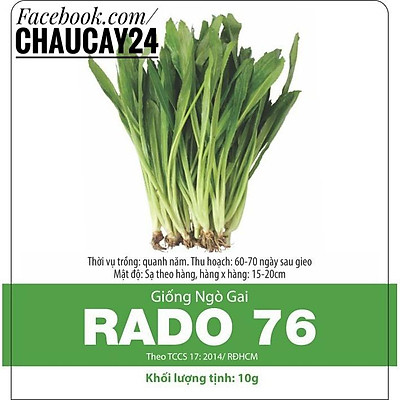 Facebook.com/
CHAUCAY24
Thời vụ trồng: quanh năm. Thu hoạch: 60-70 ngày sau gieo
Mật độ: Sạ theo hàng, hàng x hàng: 15-20cm
Giống Ngò Gai
RADO 76
Theo TCCS 17: 2014/ RĐHCM
Khối lượng tịnh: 10g